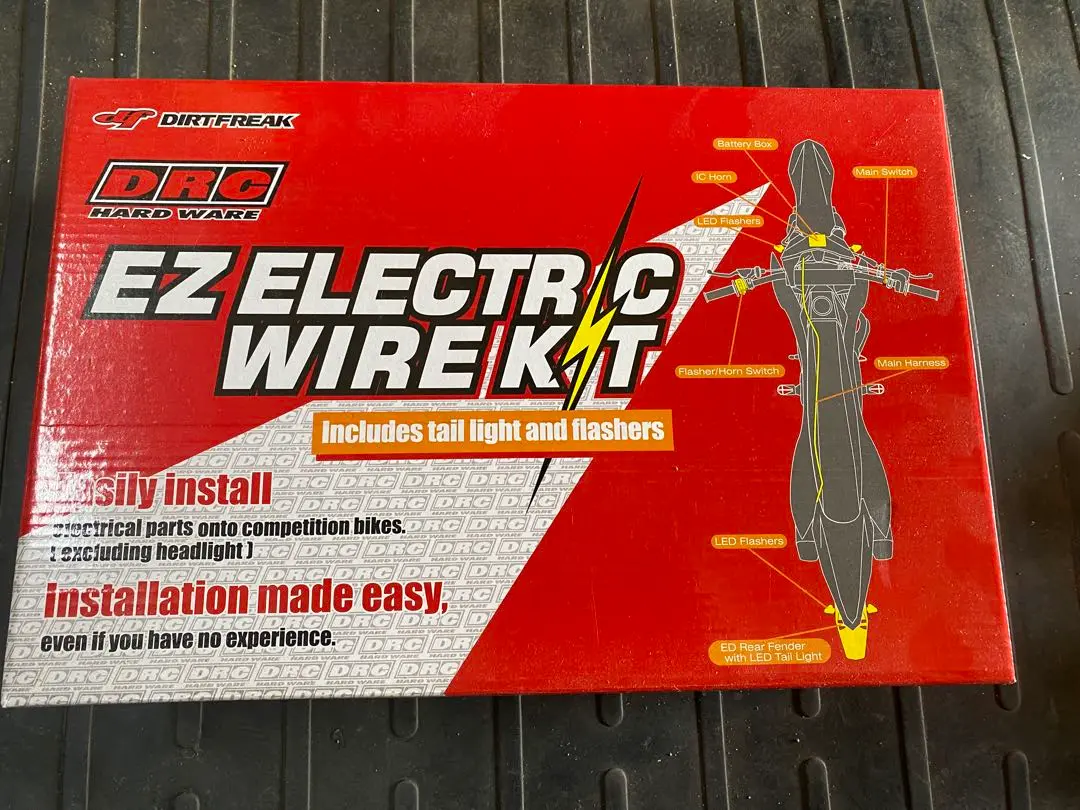 DIRTFREAK
DRC
HARD WARE
EZ ELECTRIC
WIRE KIT
Includes tail light and flashers
Easily install
electrical parts onto competition bikes.
( excluding headlight )
Installation made easy,
even if you have no experience.
Battery Box
IC Horn
Main Switch
LED Flashers
Flasher/Horn Switch
Main Harness
LED Flashers
ED Rear Fender
with LED Tail Light